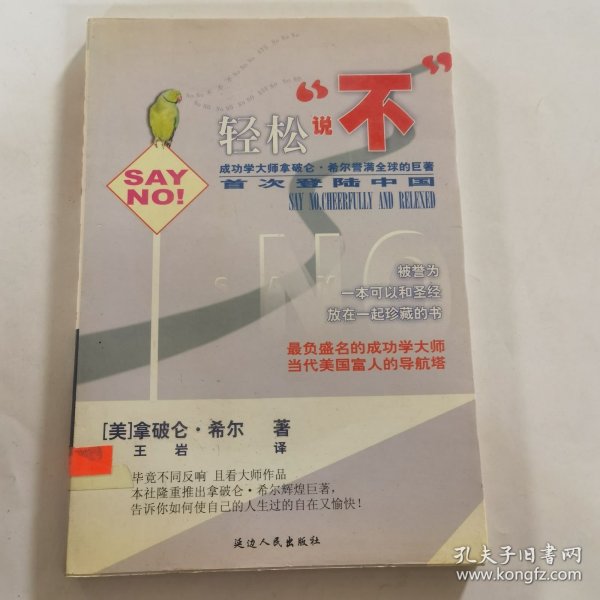 轻松说“不”
成功学大师拿破仑·希尔誉满全球的巨著
首次登陆中国
SAY NO,CHEERFULLY AND RELEXED
SAY
NO!
NO
SAY
被誉为
一本可以和圣经
放在一起珍藏的书
最负盛名的成功学大师
当代美国富人的导航塔
[美]拿破仑·希尔 著
王岩 译
毕竟不同反响 且看大师作品
本社隆重推出拿破仑·希尔辉煌巨著，
告诉你如何使自己的人生过的自在又愉快！
延边人民出版社
孔夫子旧书网
www.kongfz.com